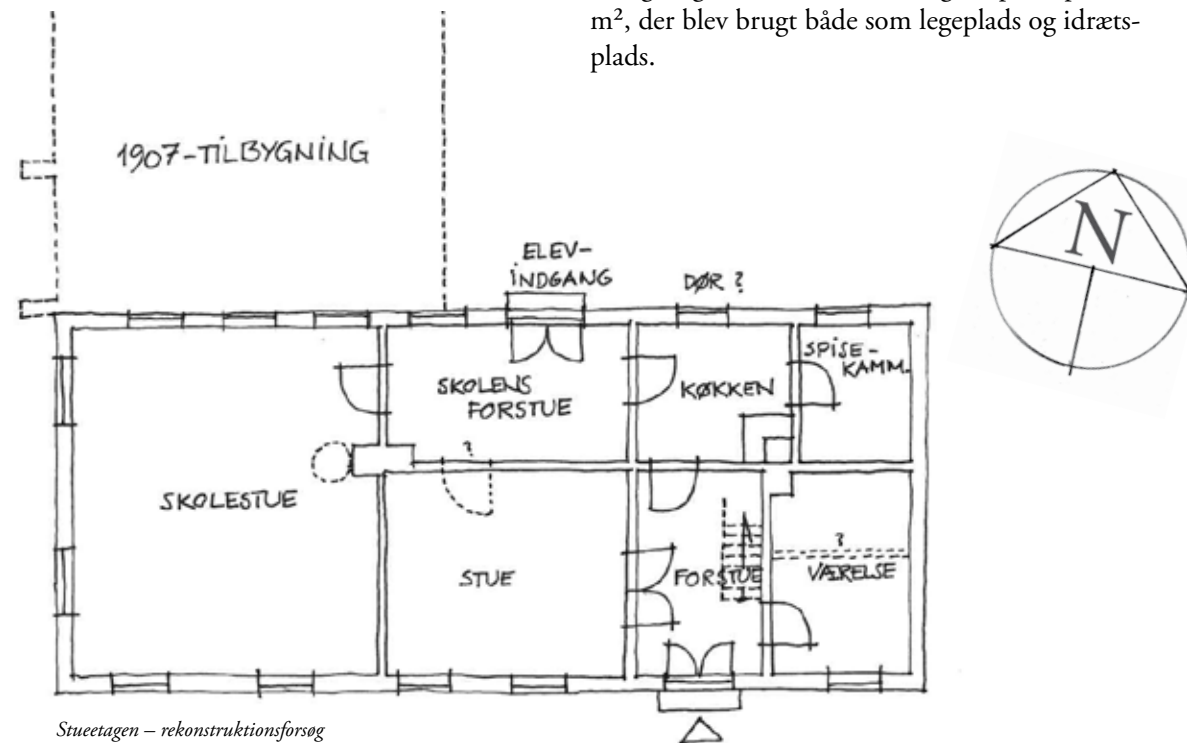 m², der blev brugt både som legeplads og idræts-
plads.
1907-TILBYGNING
N
ELEV-
INDGANG
DØR ?
SPISE-
KAMM.
SKOLENS
FORSTUE
KØKKEN
?
SKOLESTUE
STUE
FORSTUE
?
VÆRELSE
Stueetagen – rekonstruktionsforsøg